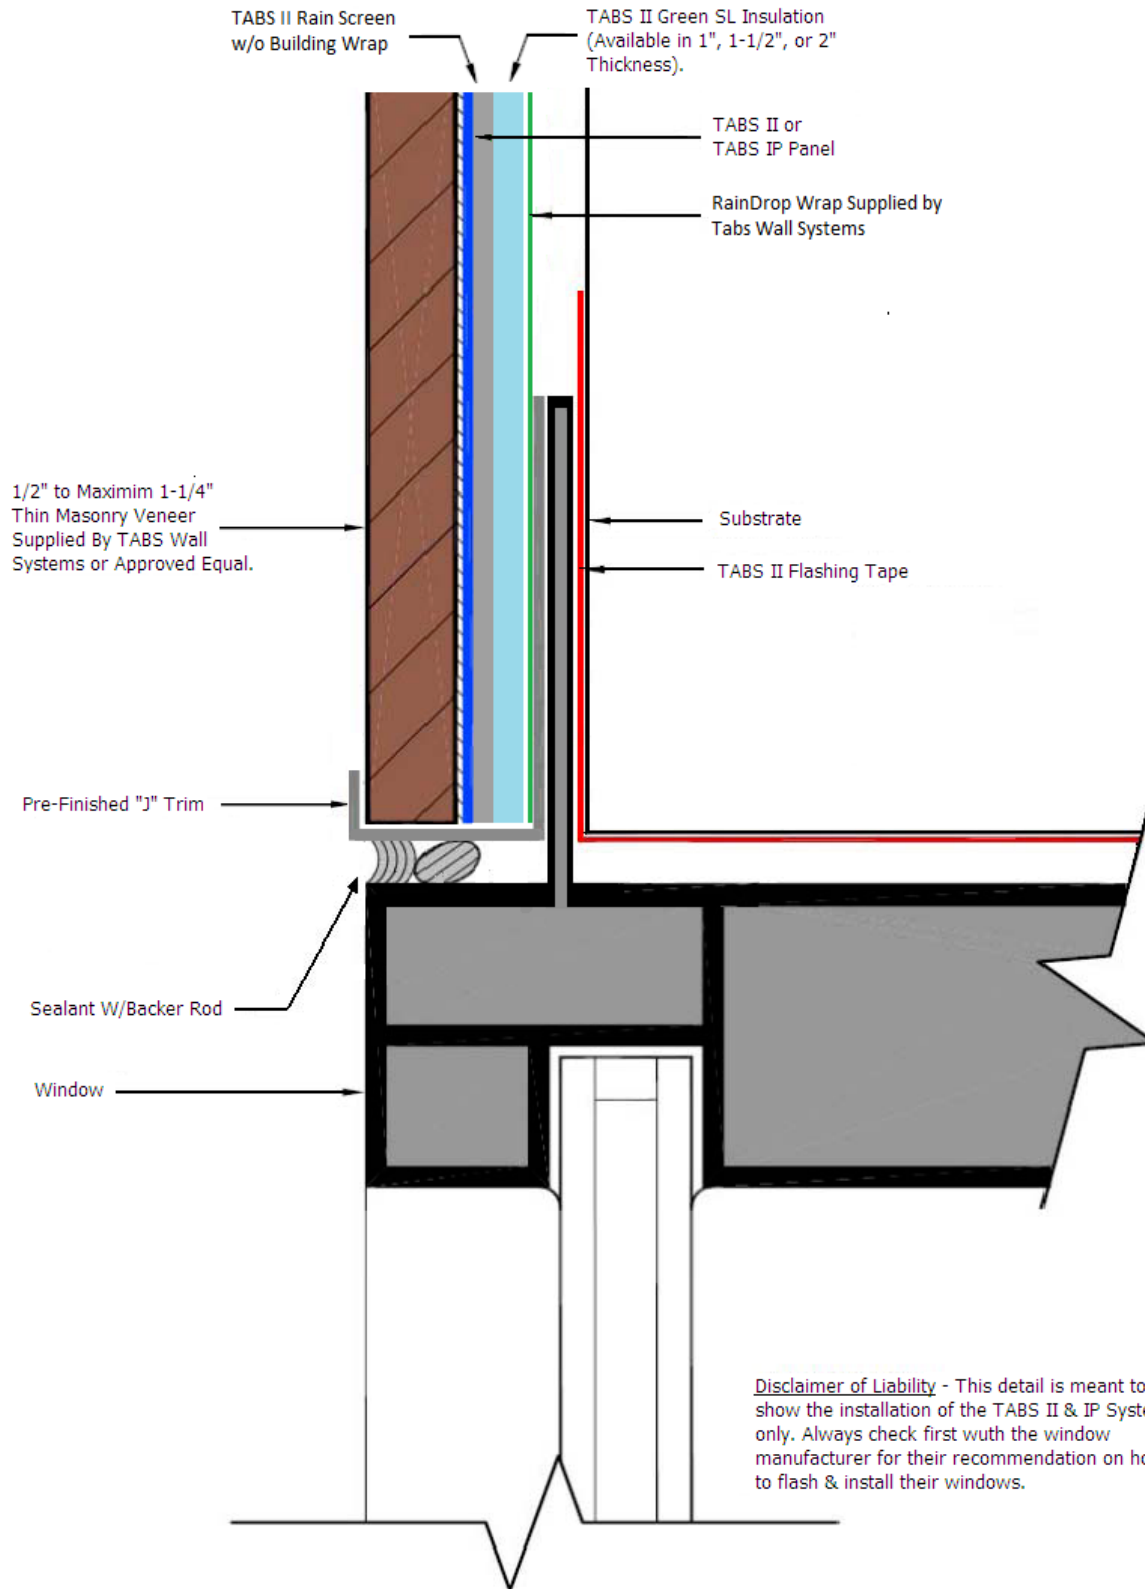 TABS II Rain Screen
w/o Building Wrap
TABS II Green SL Insulation
(Available in 1", 1-1/2", or 2"
Thickness).
TABS II or
TABS IP Panel
RainDrop Wrap Supplied by
Tabs Wall Systems
1/2" to Maximim 1-1/4"
Thin Masonry Veneer
Supplied By TABS Wall
Systems or Approved Equal.
Substrate
TABS II Flashing Tape
Pre-Finished "J" Trim
Sealant W/Backer Rod
Window
Disclaimer of Liability - This detail is meant to
show the installation of the TABS II & IP Syste
only. Always check first wuth the window
manufacturer for their recommendation on ho
to flash & install their windows.